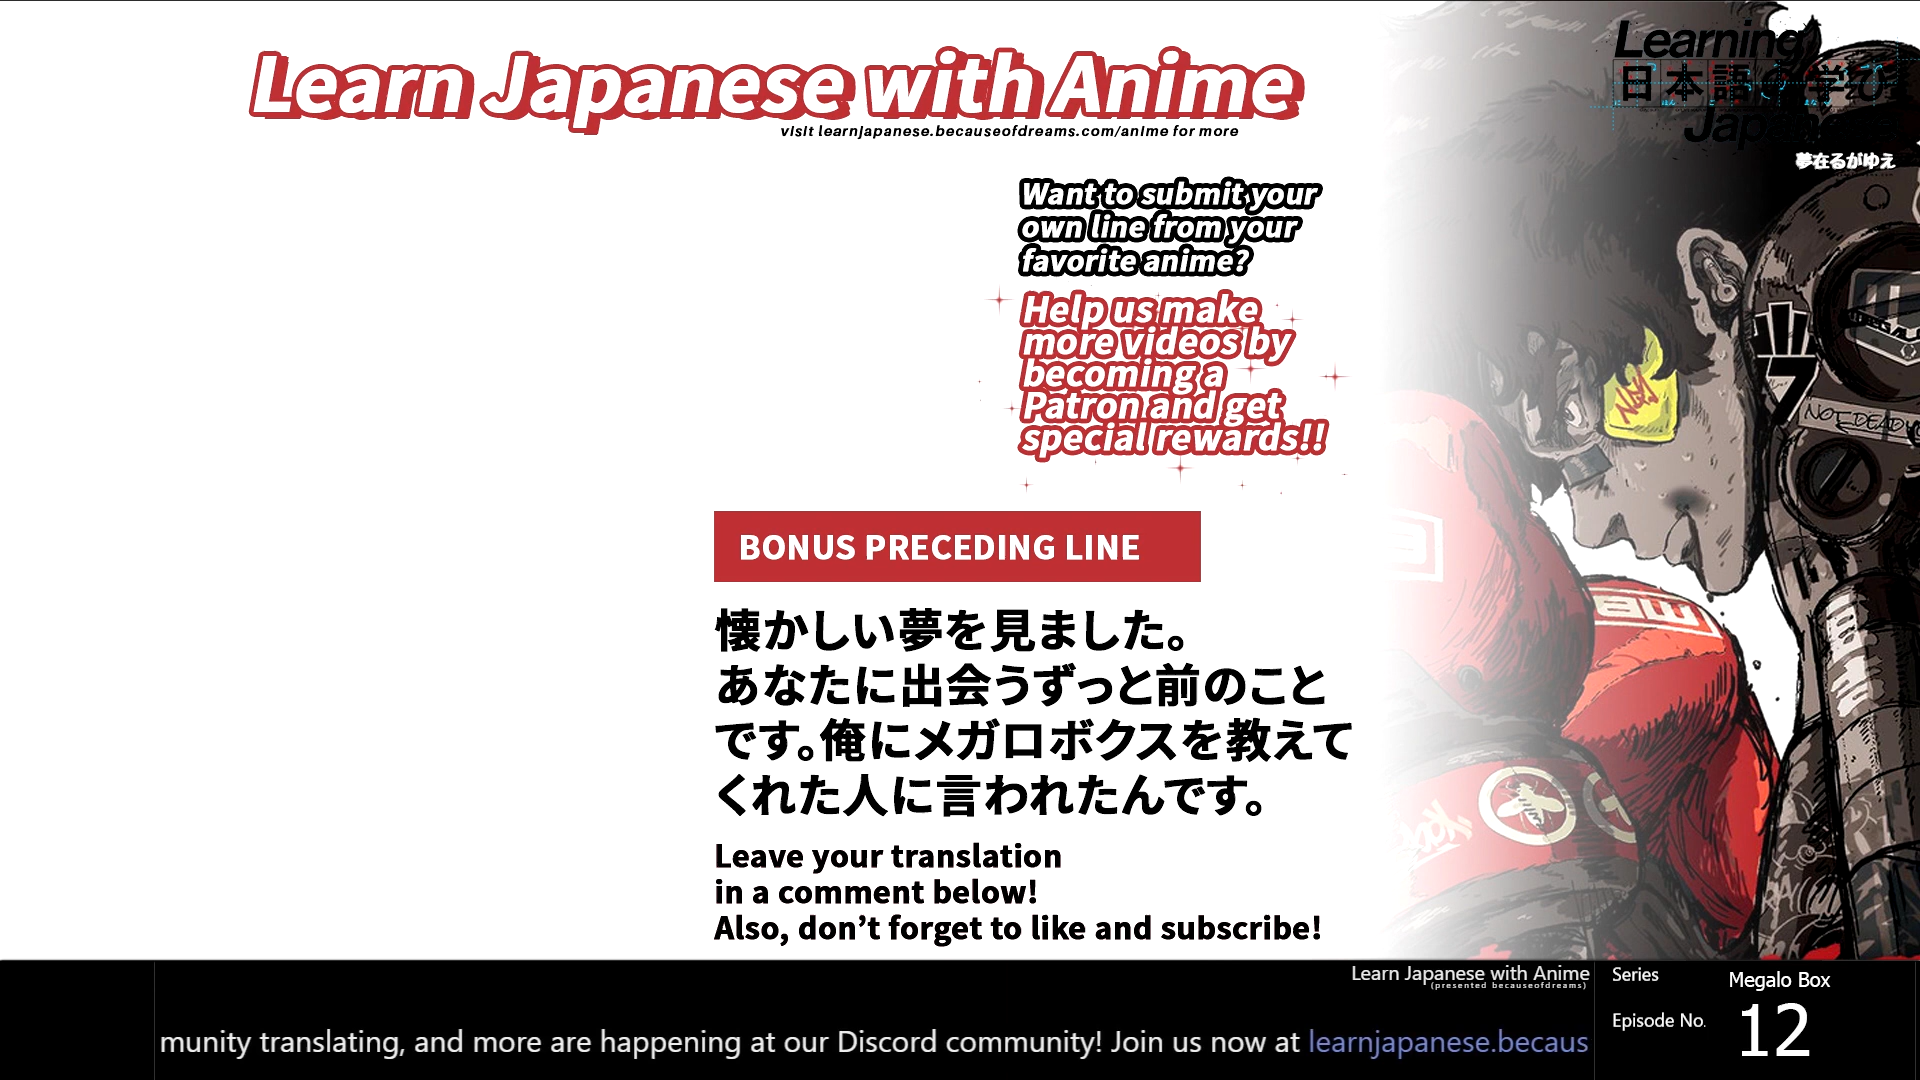 Learn Japanese with Anime
visit learnjapanese.becauseofdreams.com/anime for more
Learning
日本語 学び
Japanese
夢在るがゆえ
Want to submit your
own line from your
favorite anime?
Help us make
more videos by
becoming a
Patron and get
special rewards!!
NOT DEAD
BONUS PRECEDING LINE
懐かしい夢を見ました。
あなたに出会うずっと前のこと
です。俺にメガロボクスを教えて
くれた人に言われたんです。
Leave your translation
in a comment below!
Also, don’t forget to like and subscribe!
Learn Japanese with Anime
(presented becauseofdreams)
munity translating, and more are happening at our Discord community! Join us now at learnjapanese.becaus
Series
Megalo Box
Episode No.
12